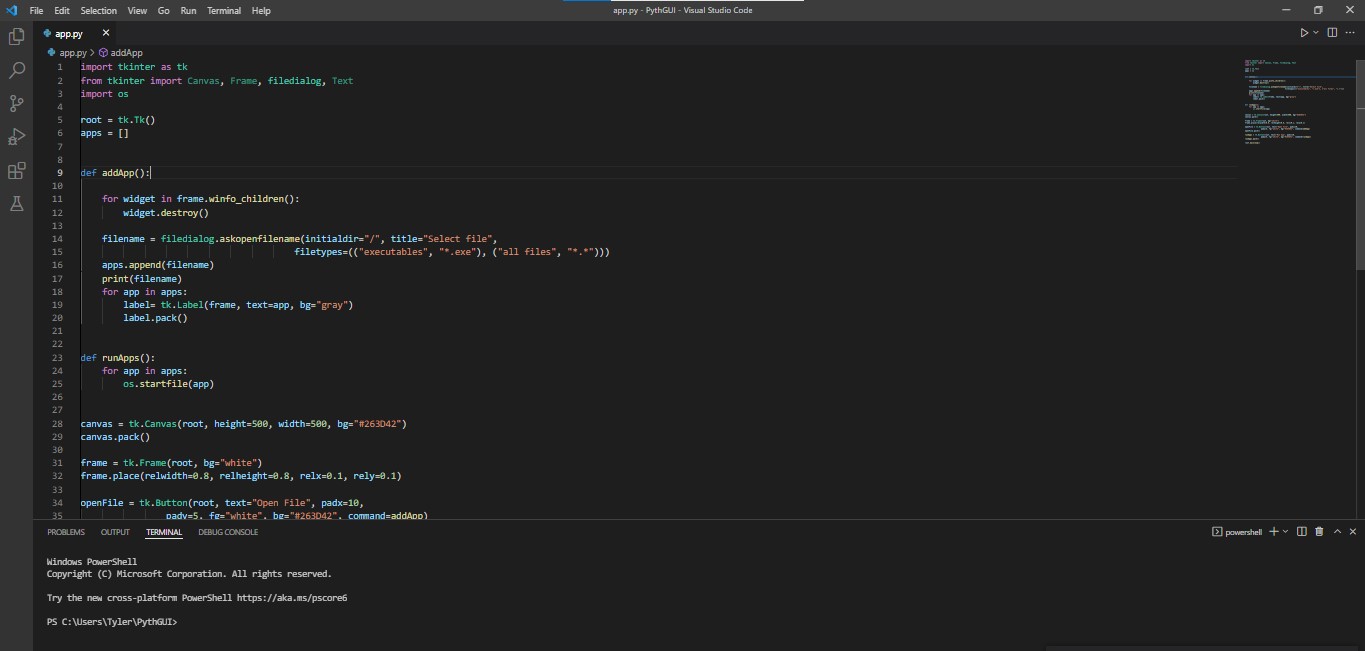 File Edit Selection View Go Run Terminal Help app.py - PythGUI - Visual Studio Code
app.py
app.py > addApp
1 import tkinter as tk
2 from tkinter import Canvas, Frame, filedialog, Text
3 import os
4
5 root = tk.Tk()
6 apps = []
7
8
9 def addApp():
10
11 for widget in frame.winfo_children():
12 widget.destroy()
13
14 filename = filedialog.askopenfilename(initialdir="/", title="Select file",
15 filetypes=(("executables", "*.exe"), ("all files", "*.*")))
16 apps.append(filename)
17 print(filename)
18 for app in apps:
19 label= tk.Label(frame, text=app, bg="gray")
20 label.pack()
21
22
23 def runApps():
24 for app in apps:
25 os.startfile(app)
26
27
28 canvas = tk.Canvas(root, height=500, width=500, bg="#263D42")
29 canvas.pack()
30
31 frame = tk.Frame(root, bg="white")
32 frame.place(relwidth=0.8, relheight=0.8, relx=0.1, rely=0.1)
33
34 openFile = tk.Button(root, text="Open File", padx=10,
35 pady=5, fg="white", bg="#263D42", command=addApp)
PROBLEMS OUTPUT TERMINAL DEBUG CONSOLE powershell
Windows PowerShell
Copyright (C) Microsoft Corporation. All rights reserved.
Try the new cross-platform PowerShell https://aka.ms/pscore6
PS C:\Users\Tyler\PythGUI>